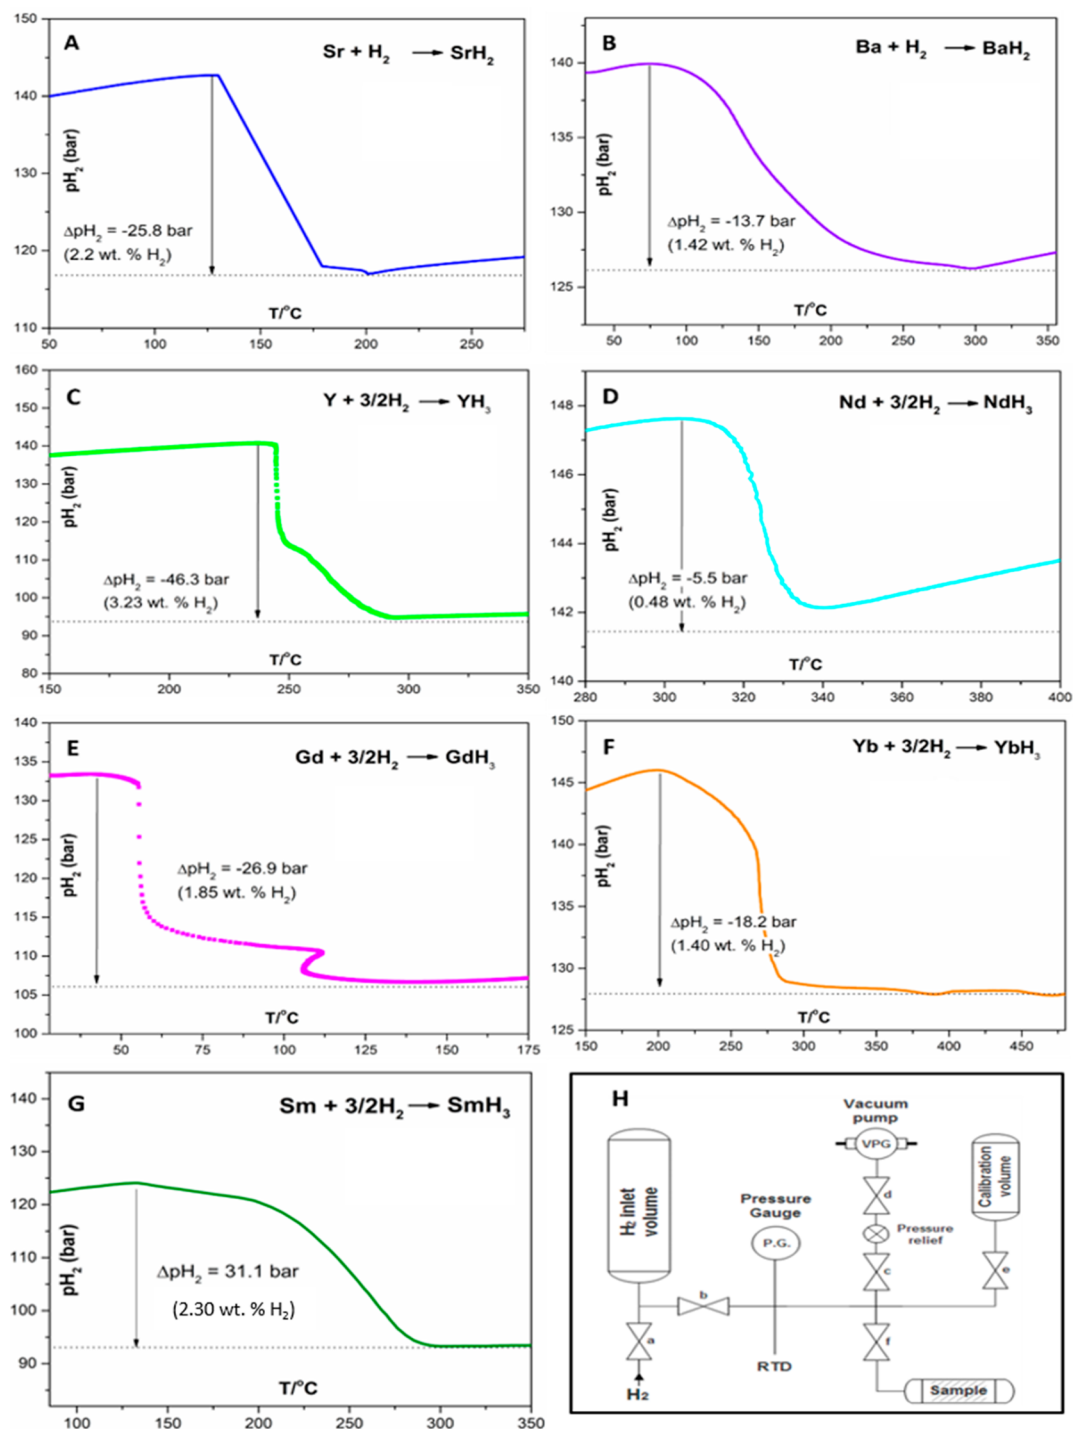 A
Sr + H₂ → SrH₂
pH₂ (bar)
150
140
130
120
110
ΔpH₂ = -25.8 bar
(2.2 wt. % H₂)
T/°C
50 100 150 200 250
B
Ba + H₂ → BaH₂
pH₂ (bar)
140
135
130
125
ΔpH₂ = -13.7 bar
(1.42 wt. % H₂)
T/°C
50 100 150 200 250 300 350
C
Y + 3/2H₂ → YH₃
pH₂ (bar)
160
150
140
130
120
110
100
90
80
ΔpH₂ = -46.3 bar
(3.23 wt. % H₂)
T/°C
150 200 250 300 350
D
Nd + 3/2H₂ → NdH₃
pH₂ (bar)
148
146
144
142
140
ΔpH₂ = -5.5 bar
(0.48 wt. % H₂)
T/°C
280 300 320 340 360 380 400
E
Gd + 3/2H₂ → GdH₃
pH₂ (bar)
140
135
130
125
120
115
110
105
100
ΔpH₂ = -26.9 bar
(1.85 wt. % H₂)
T/°C
50 75 100 125 150 175
F
Yb + 3/2H₂ → YbH₃
pH₂ (bar)
150
145
140
135
130
125
ΔpH₂ = -18.2 bar
(1.40 wt. % H₂)
T/°C
150 200 250 300 350 400 450
G
Sm + 3/2H₂ → SmH₃
pH₂ (bar)
140
130
120
110
100
90
ΔpH₂ = 31.1 bar
(2.30 wt. % H₂)
T/°C
100 150 200 250 300 350
H
Vacuum
pump
VPG
H₂ inlet
volume
Calibration
volume
d
Pressure
Gauge
P.G.
Pressure
relief
c
e
b
a
f
RTD
H2
Sample